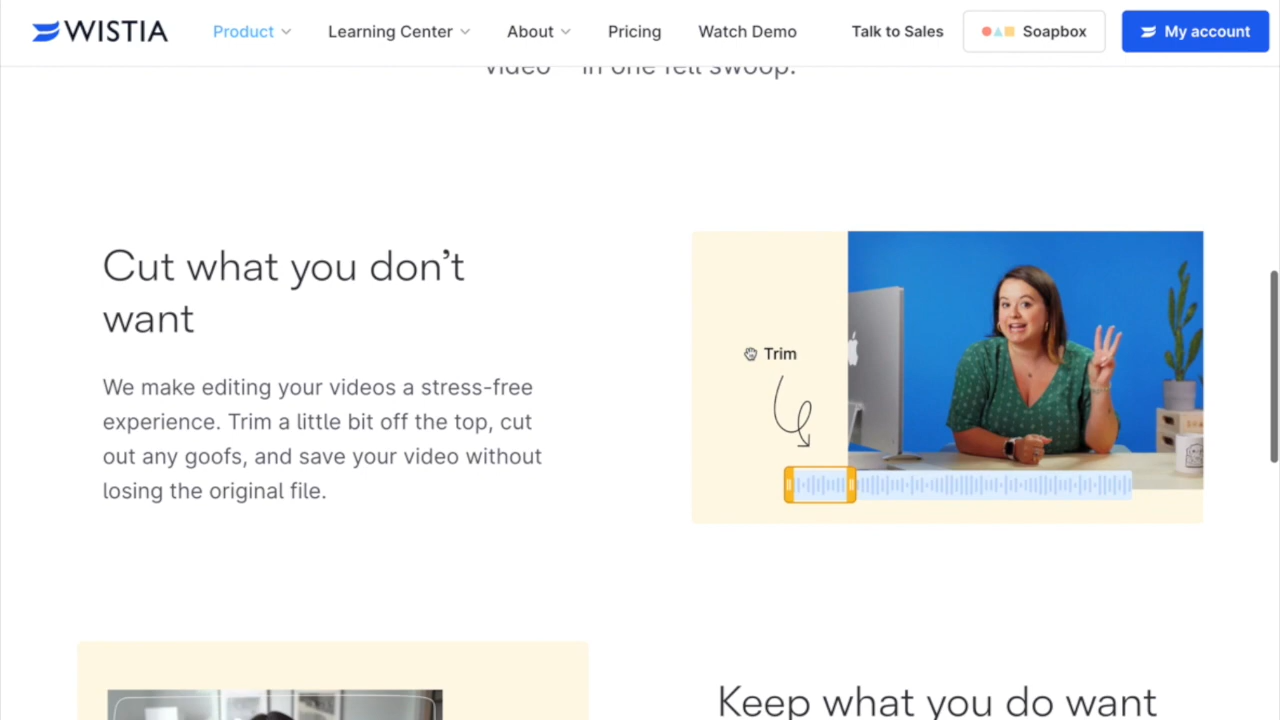 WISTIA
Product
Learning Center
About
Pricing
Watch Demo
Talk to Sales
Soapbox
My account
video in one fell swoop.
Cut what you don’t
want
We make editing your videos a stress-free
experience. Trim a little bit off the top, cut
out any goofs, and save your video without
losing the original file.
Trim
Keep what you do want